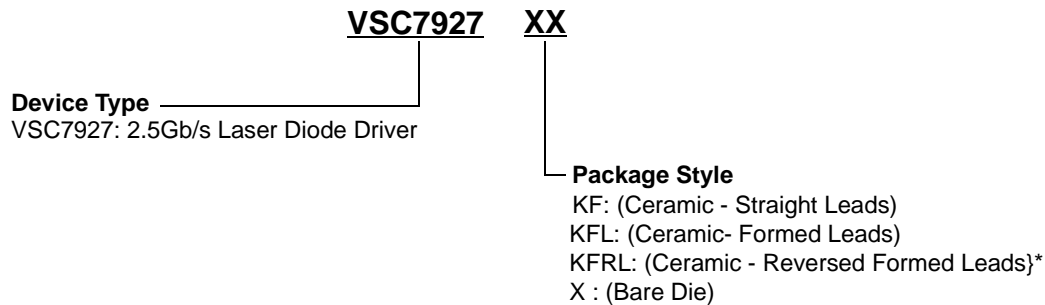 VSC7927 XX
Device Type
VSC7927: 2.5Gb/s Laser Diode Driver
Package Style
KF: (Ceramic - Straight Leads)
KFL: (Ceramic- Formed Leads)
KFRL: (Ceramic - Reversed Formed Leads}*
X : (Bare Die)